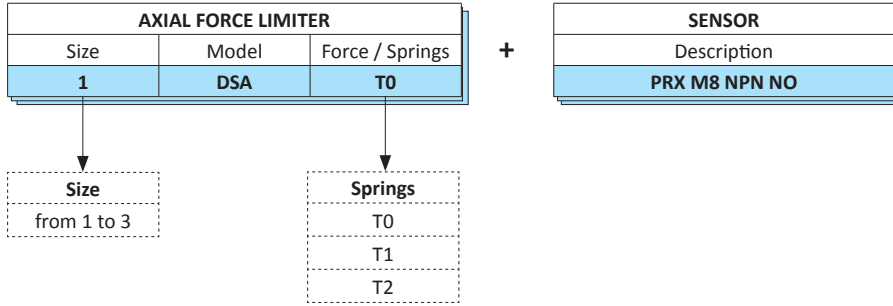 AXIAL FORCE LIMITER
Size Model Force / Springs
1 DSA T0
+
SENSOR
Description
PRX M8 NPN NO
Size
from 1 to 3
Springs
T0
T1
T2